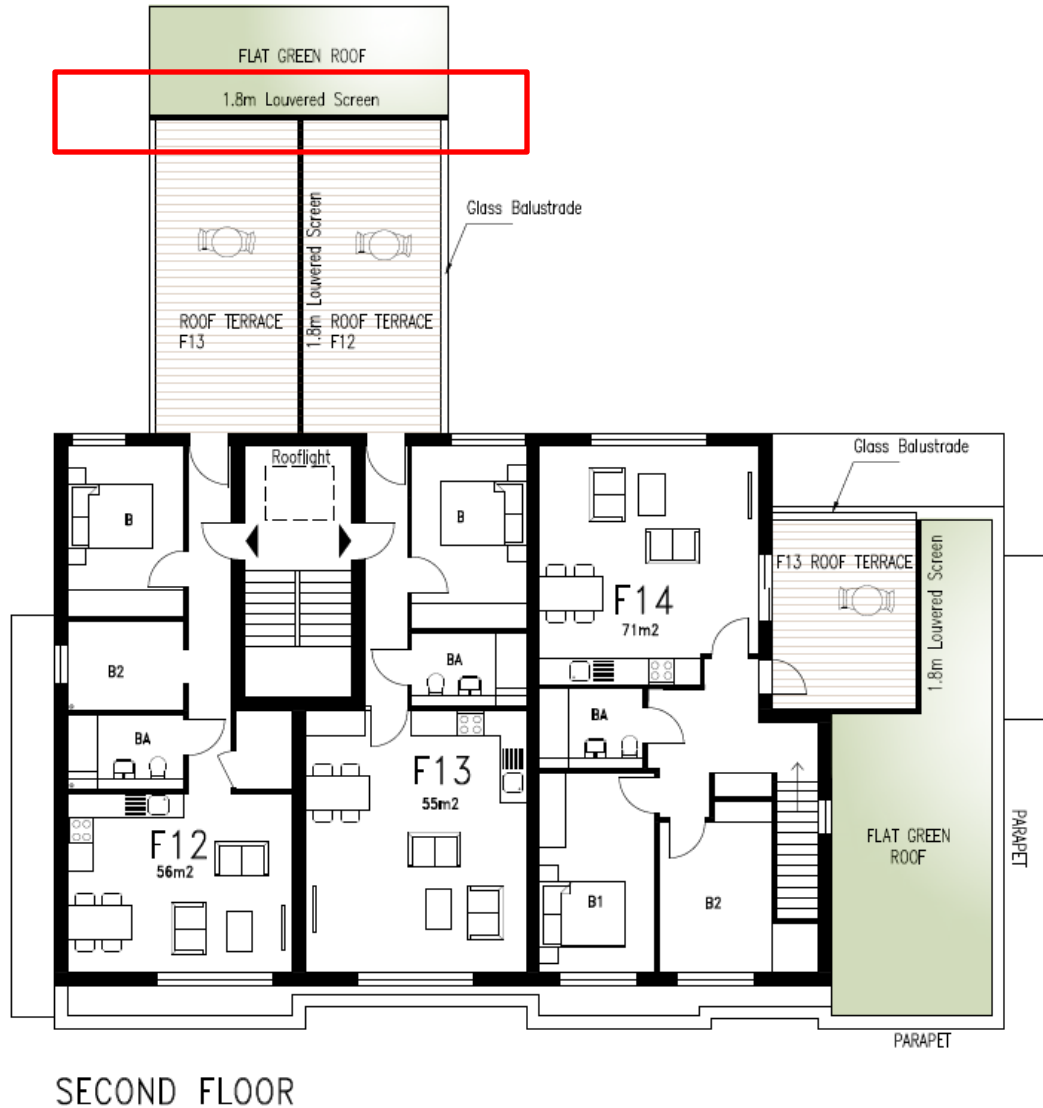 FLAT GREEN ROOF
1.8m Louvered Screen
Glass Balustrade
1.8m Louvered Screen
ROOF TERRACE
F13
ROOF TERRACE
F12
Rooflight
Glass Balustrade
B
B
F13 ROOF TERRACE
1.8m Louvered Screen
F14
71m2
B2
BA
BA
BA
F13
55m2
F12
56m2
B1
B2
FLAT GREEN
ROOF
PARAPET
PARAPET
SECOND FLOOR